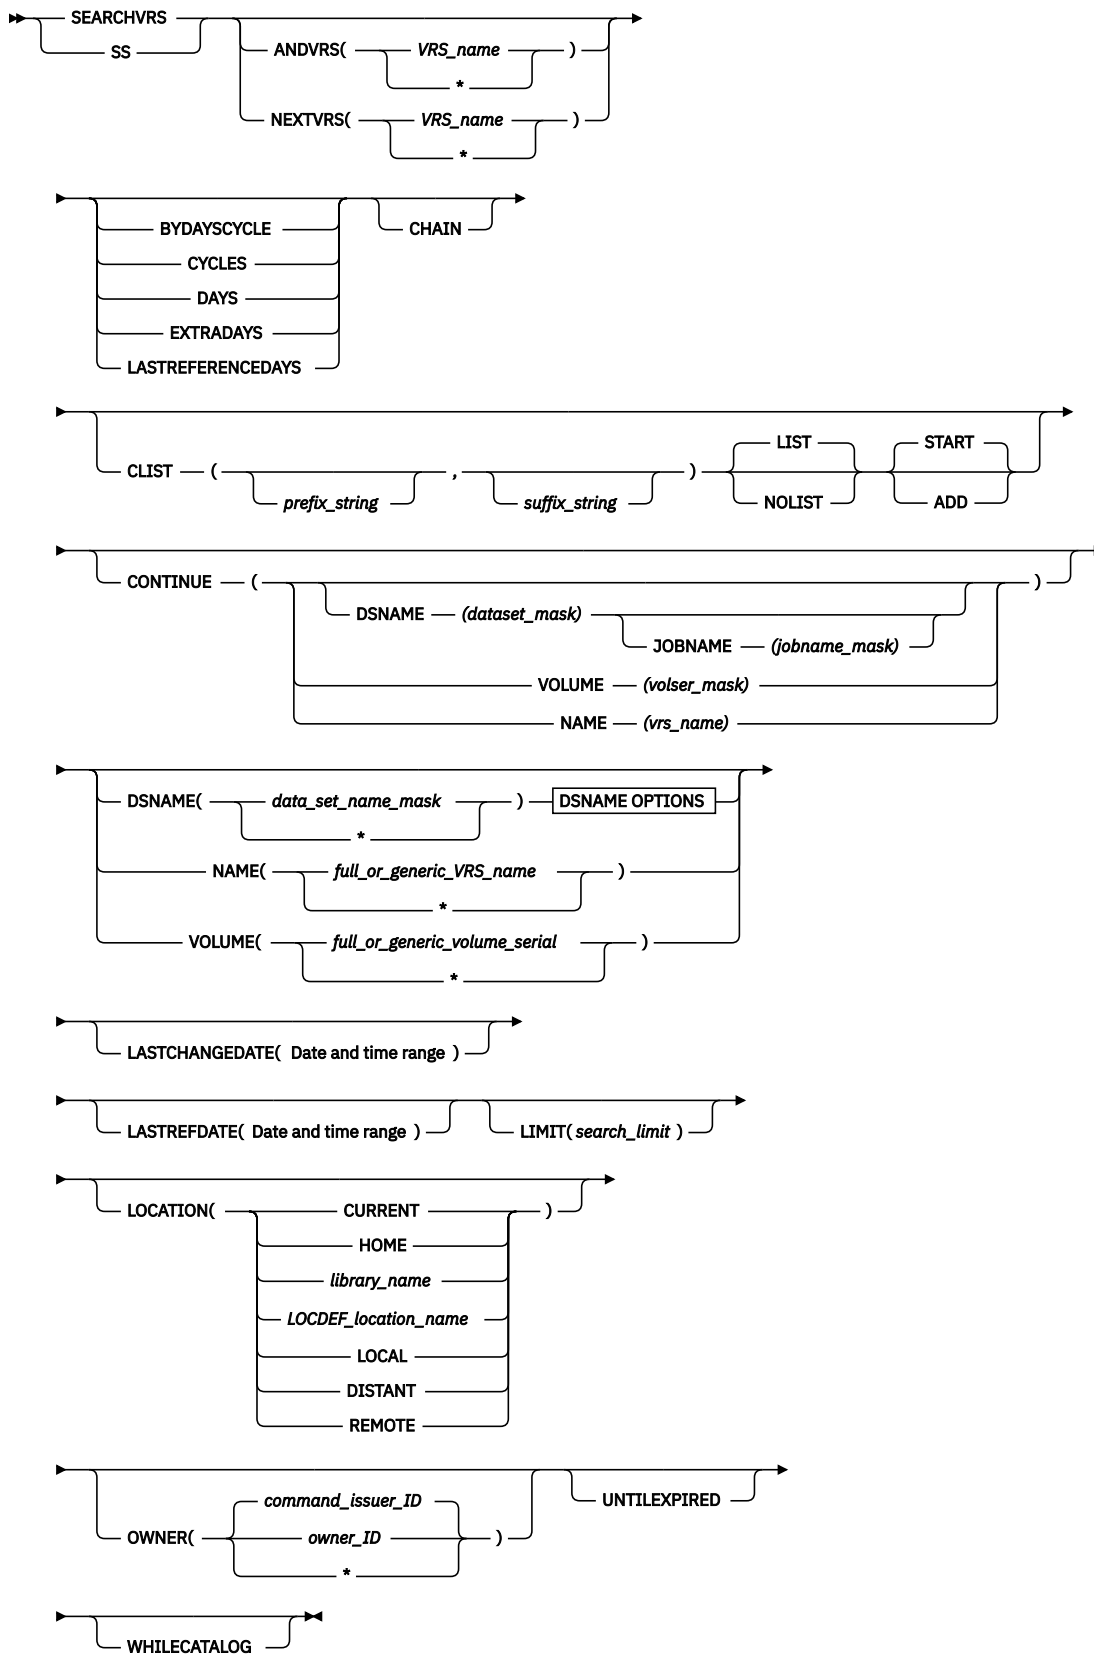 SEARCHVRS
SS
ANDVRS( VRS_name )
*
NEXTVRS( VRS_name )
*
BYDAYSCYCLE
CHAIN
CYCLES
DAYS
EXTRADAYS
LASTREFERENCEDAYS
LIST START
CLIST ( , )
prefix_string suffix_string NOLIST ADD
CONTINUE ( )
DSNAME (dataset_mask)
JOBNAME (jobname_mask)
VOLUME (volser_mask)
NAME (vrs_name)
DSNAME( data_set_name_mask ) DSNAME OPTIONS
*
NAME( full_or_generic_VRS_name )
*
VOLUME( full_or_generic_volume_serial )
*
LASTCHANGEDATE( Date and time range )
LASTREFDATE( Date and time range ) LIMIT( search_limit )
LOCATION( CURRENT )
HOME
library_name
LOCDEF_location_name
LOCAL
DISTANT
REMOTE
command_issuer_ID UNTILEXPIRED
OWNER( owner_ID )
*
WHILECATALOG